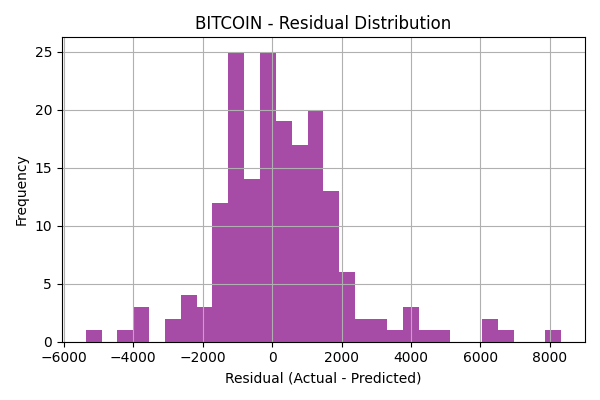 BITCOIN - Residual Distribution
25
20
15
10
5
0
Frequency
−6000 −4000 −2000 0 2000 4000 6000 8000
Residual (Actual - Predicted)